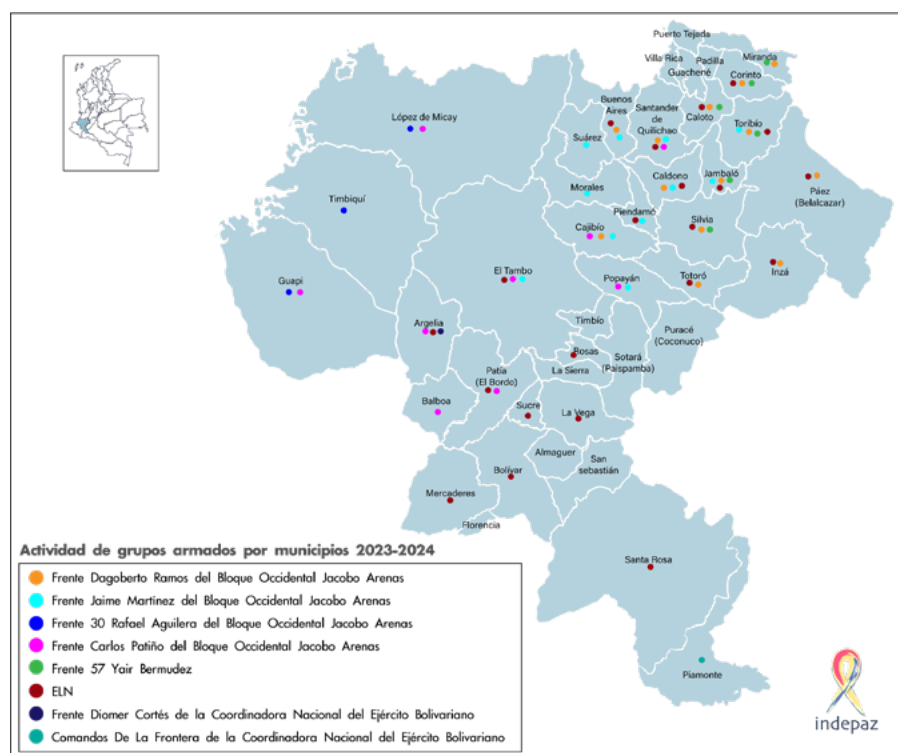 Puerto Tejada
Villa Rica
Padilla
Miranda
Guachené
Corinto
López de Micay
Buenos
Aires
Santander
de
Quilichao
Caloto
Toribío
Suárez
Timbiquí
Morales
Caldono
Jambaló
Páez
(Belalcazar)
Piendamó
Cajibío
Silvia
Guapi
El Tambo
Popayán
Totoró
Inzá
Argelia
Timbío
Puracé
(Coconuco)
Rosas
Sotará
(Paispamba)
La Sierra
Patía
(El Bordo)
Balboa
Sucre
La Vega
Almaguer
San
sebastián
Bolívar
Mercaderes
Florencia
Santa Rosa
Piamonte
Actividad de grupos armados por municipios 2023-2024
Frente Dagoberto Ramos del Bloque Occidental Jacobo Arenas
Frente Jaime Martinez del Bloque Occidental Jacobo Arenas
Frente 30 Rafael Aguilera del Bloque Occidental Jacobo Arenas
Frente Carlos Patiño del Bloque Occidental Jacobo Arenas
Frente 57 Yair Bermudez
ELN
Frente Diomer Cortés de la Coordinadora Nacional del Ejército Bolivariano
Comandos De La Frontera de la Coordinadora Nacional del Ejército Bolivariano
indepaz